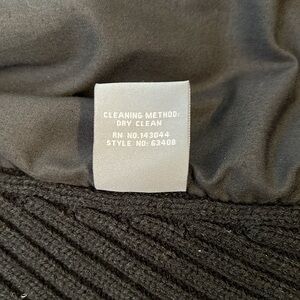 CLEANING METHOD:
DRY CLEAN
RN NO.143044
STYLE NO: 63408